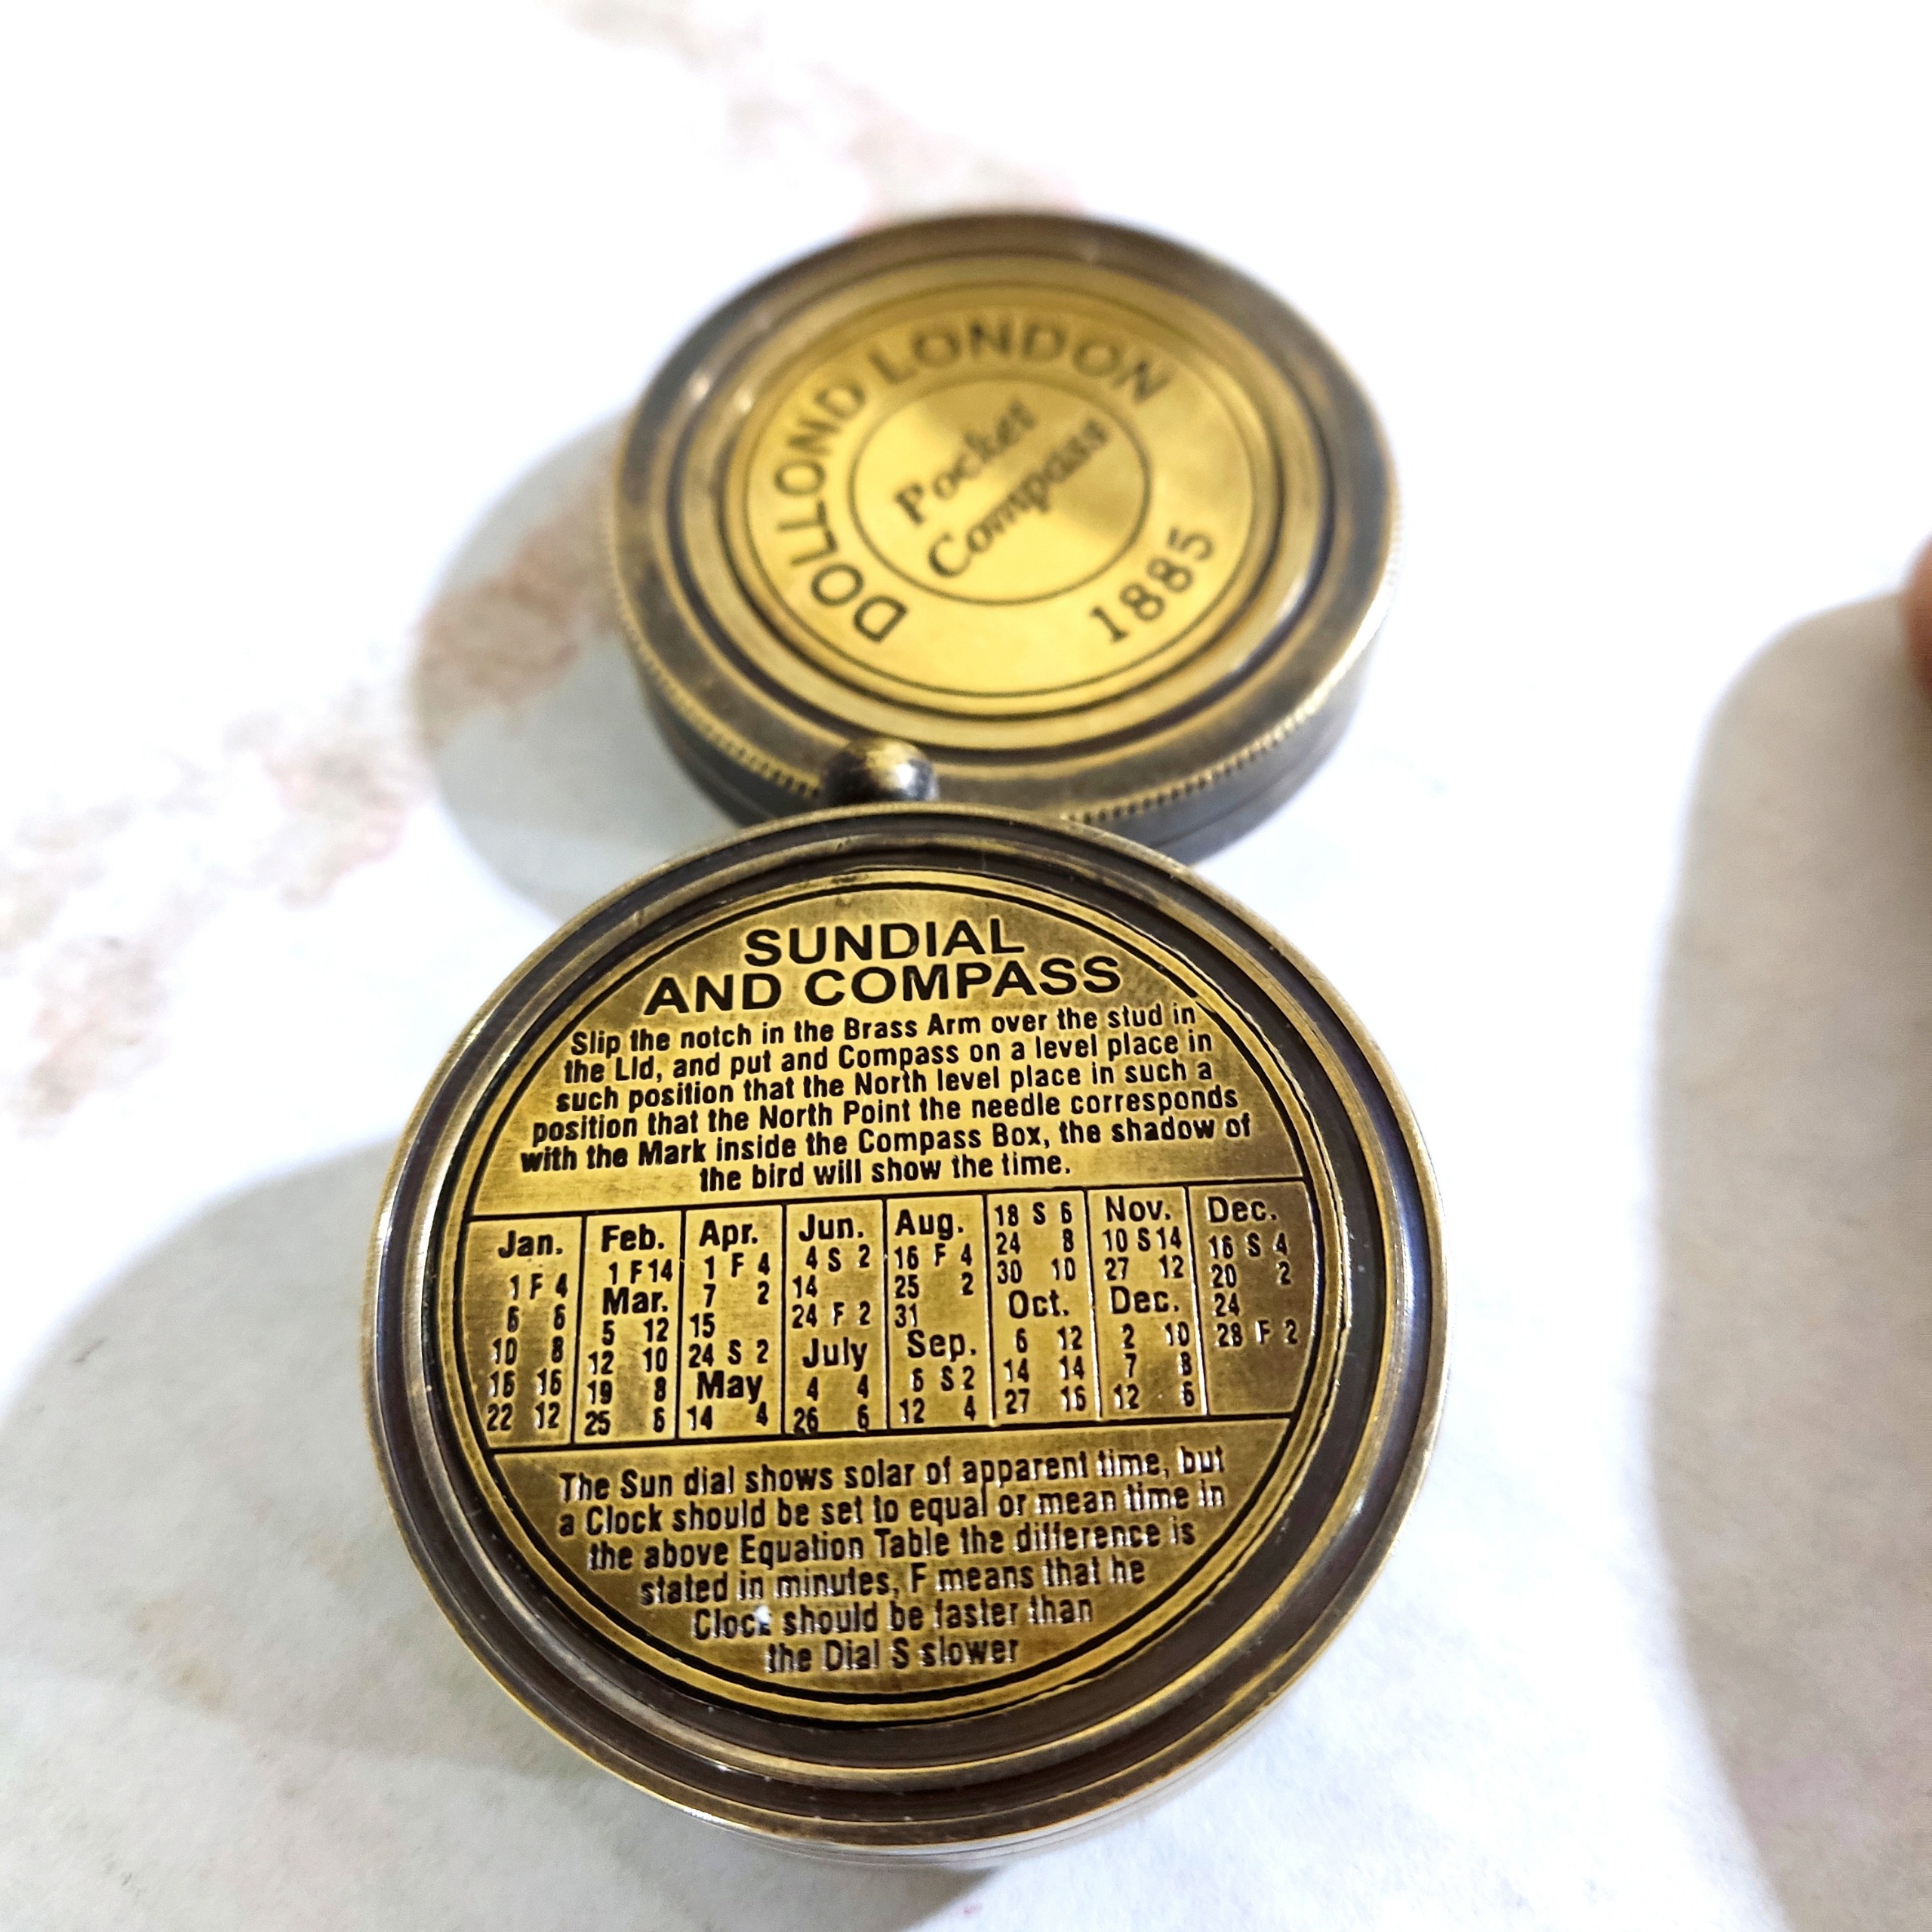 DOLLOND LONDON
Pocket
Compass
1885
SUNDIAL
AND COMPASS
Slip the notch in the Brass Arm over the stud in
the LId, and put and Compass on a level place in
such position that the North level place in such a
position that the North Point the needle corresponds
with the Mark inside the Compass Box, the shadow of
the bird will show the time.
Jan.
1 F 4
6 6
10 8
16 16
22 12
Feb.
1 F 14
Mar.
5 12
12 10
19 8
25 6
Apr.
1 F 4
7 2
15
24 S 2
May
14 4
Jun.
4 S 2
14
24 F 2
July
4 4
26 6
Aug.
16 F 4
25 2
31
Sep.
6 S 2
12 4
18 S 6
24 8
30 10
Oct.
6 12
14 14
27 16
Nov.
10 S 14
27 12
Dec.
2 10
7 8
12 6
Dec.
16 S 4
20 2
24
28 F 2
The Sun dial shows solar of apparent time, but
a Clock should be set to equal or mean time in
the above Equation Table the difference is
stated in minutes, F means that he
Clock should be faster than
the Dial S slower